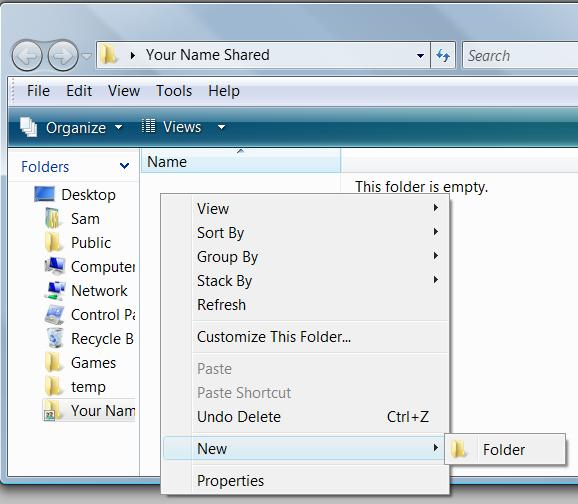 Your Name Shared
Search
File Edit View Tools Help
Organize Views
Folders
Name
This folder is empty.
Desktop
Sam
Public
Computer
Network
Control Pa
Recycle B
Games
temp
Your Nam
View
Sort By
Group By
Stack By
Refresh
Customize This Folder...
Paste
Paste Shortcut
Undo Delete Ctrl+Z
New
Folder
Properties